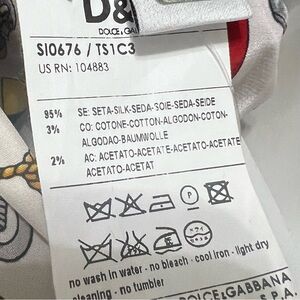 D&
DOLCE&GAB
SI0676 / TS1C3
US RN: 104883
95% SE: SETA-SILK-SEDA-SOIE-SEDA-SEIDE
3% CO: COTONE-COTTON-ALGODON-COTON-
ALGODAO-BAUMWOLLE
2% AC: ACETATO-ACETATE-ACETATO-ACETATE-
ACETATO-ACETAT
P
no wash in water - no bleach - cool iron - light dry
cleaning - no tumbler
DOLCE&GABBANA
S.P.A.